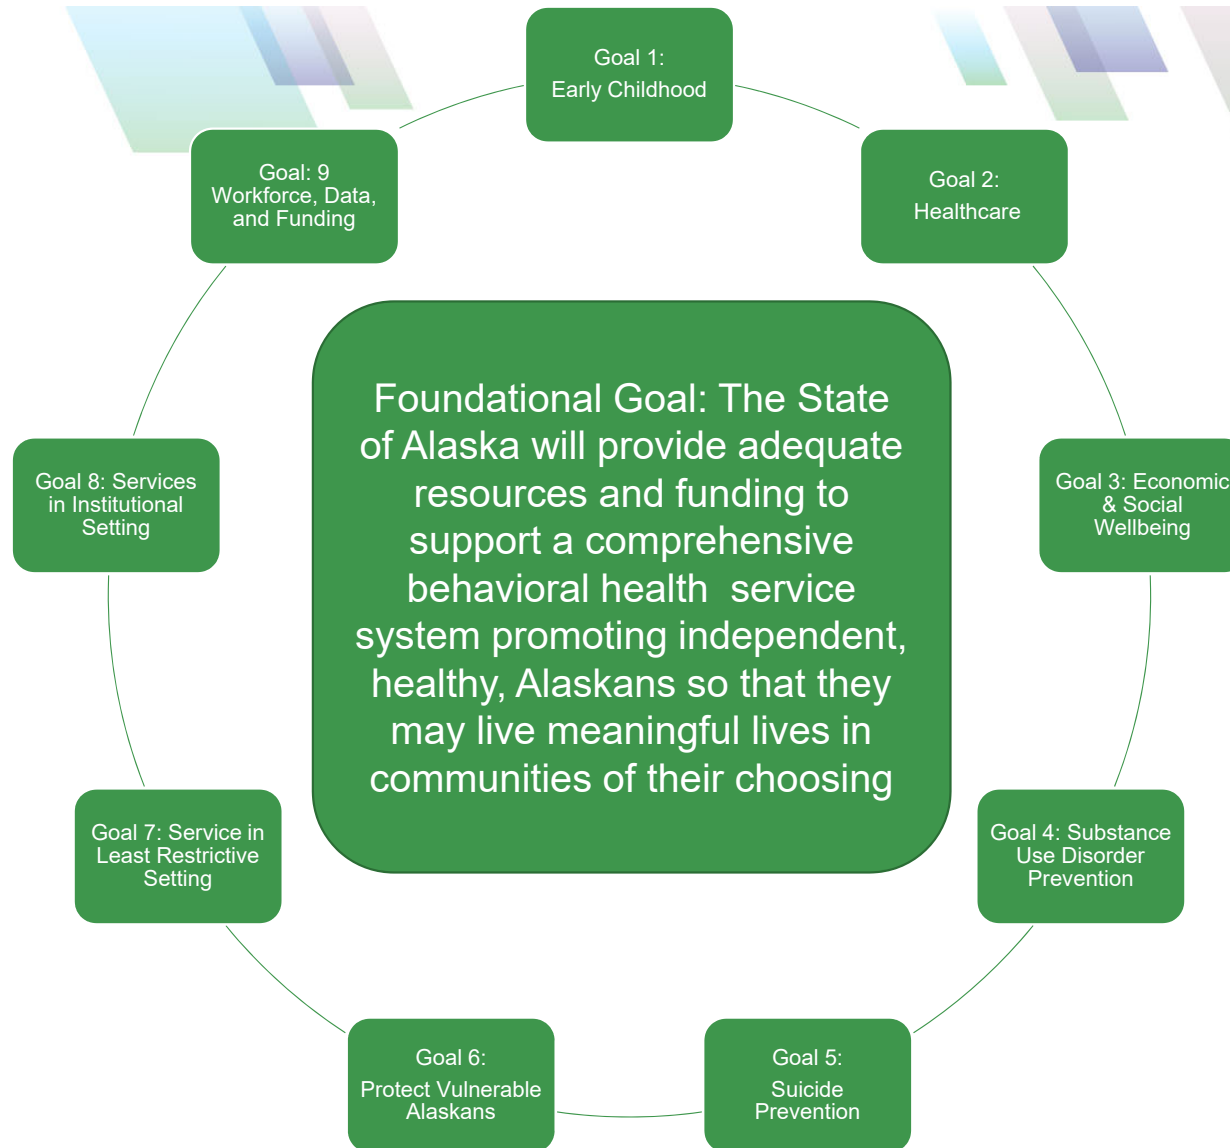 Goal 1:
Early Childhood
Goal 2:
Healthcare
Goal 3: Economic
& Social
Wellbeing
Goal 4: Substance
Use Disorder
Prevention
Goal 5:
Suicide
Prevention
Goal 6:
Protect Vulnerable
Alaskans
Goal 7: Service in
Least Restrictive
Setting
Goal 8: Services
in Institutional
Setting
Goal: 9
Workforce, Data,
and Funding
Foundational Goal: The State
of Alaska will provide adequate
resources and funding to
support a comprehensive
behavioral health  service
system promoting independent,
healthy, Alaskans so that they
may live meaningful lives in
communities of their choosing